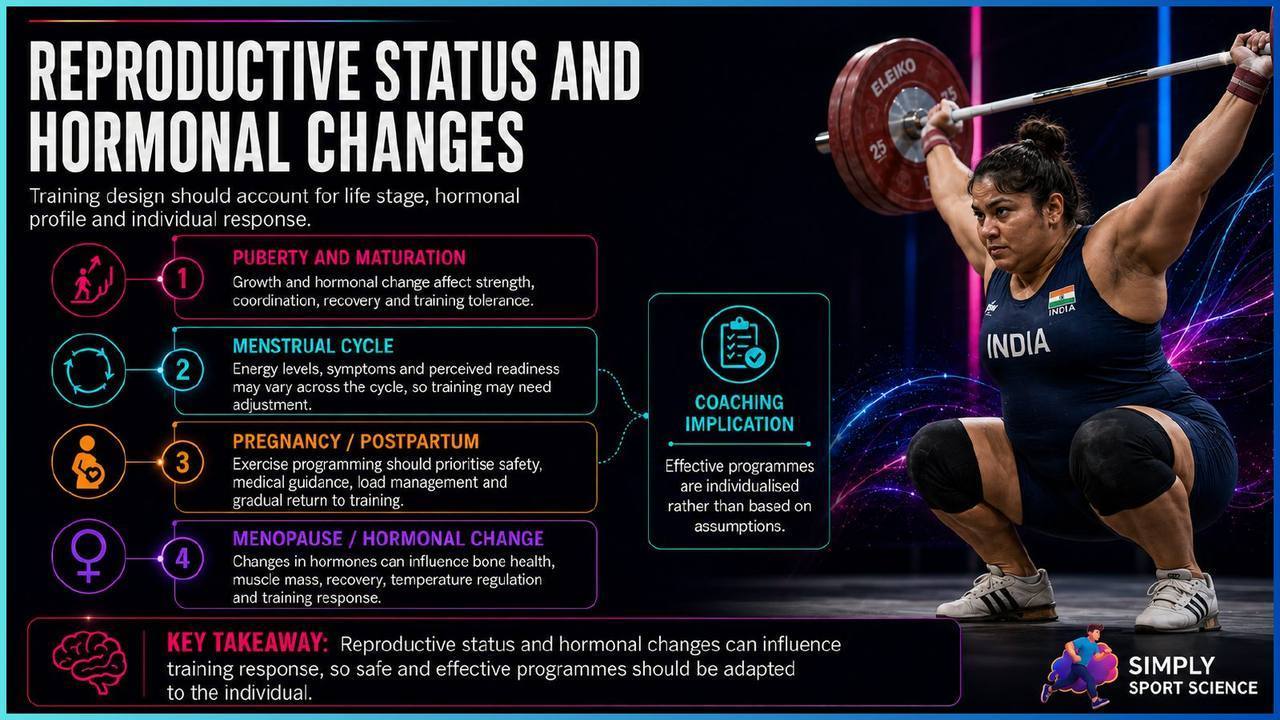 REPRODUCTIVE STATUS AND
HORMONAL CHANGES
Training design should account for life stage, hormonal
profile and individual response.
1
PUBERTY AND MATURATION
Growth and hormonal change affect strength,
coordination, recovery and training tolerance.
2
MENSTRUAL CYCLE
Energy levels, symptoms and perceived readiness
may vary across the cycle, so training may need
adjustment.
3
PREGNANCY / POSTPARTUM
Exercise programming should prioritise safety,
medical guidance, load management and
gradual return to training.
4
MENOPAUSE / HORMONAL CHANGE
Changes in hormones can influence bone health,
muscle mass, recovery, temperature regulation
and training response.
COACHING
IMPLICATION
Effective programmes
are individualised
rather than based on
assumptions.
KEY TAKEAWAY: Reproductive status and hormonal changes can influence
training response, so safe and effective programmes should be adapted
to the individual.
ELEIKO
25
INDIA
INDIA
SIMPLY
SPORT SCIENCE